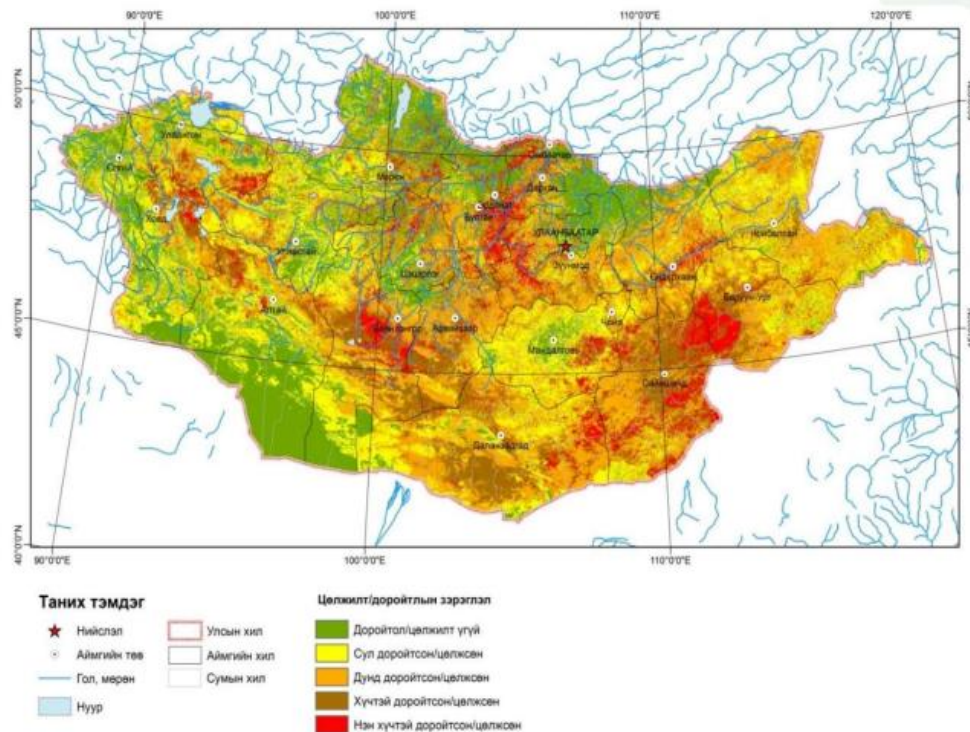 90°0'0"E 100°0'0"E 110°0'0"E 120°0'0"E
50°0'0"N
Улаангом
Өлгий
Мөрөн
Сүхбаатар
Дархан
Булган
Ховд
УЛААНБААТАР
Зуунмод
Чойбалсан
Улиастай
Цэцэрлэг
Баруун-Урт
Алтай
45°0'0"N
Баянхонгор
Арвайхээр
Чойр
Мандалговь
Сайншанд
Даланзадгад
40°0'0"N
90°0'0"E 100°0'0"E 110°0'0"E
Таних тэмдэг
Нийслэл
Аймгийн төв
Гол, мөрөн
Нуур
Улсын хил
Аймгийн хил
Сумын хил
Цөлжилт/доройтлын зэрэглэл
Доройтол/цөлжилт үгүй
Сул доройтсон/цөлжсөн
Дунд доройтсон/цөлжсөн
Хүчтэй доройтсон/цөлжсөн
Нэн хүчтэй доройтсон/цөлжсөн